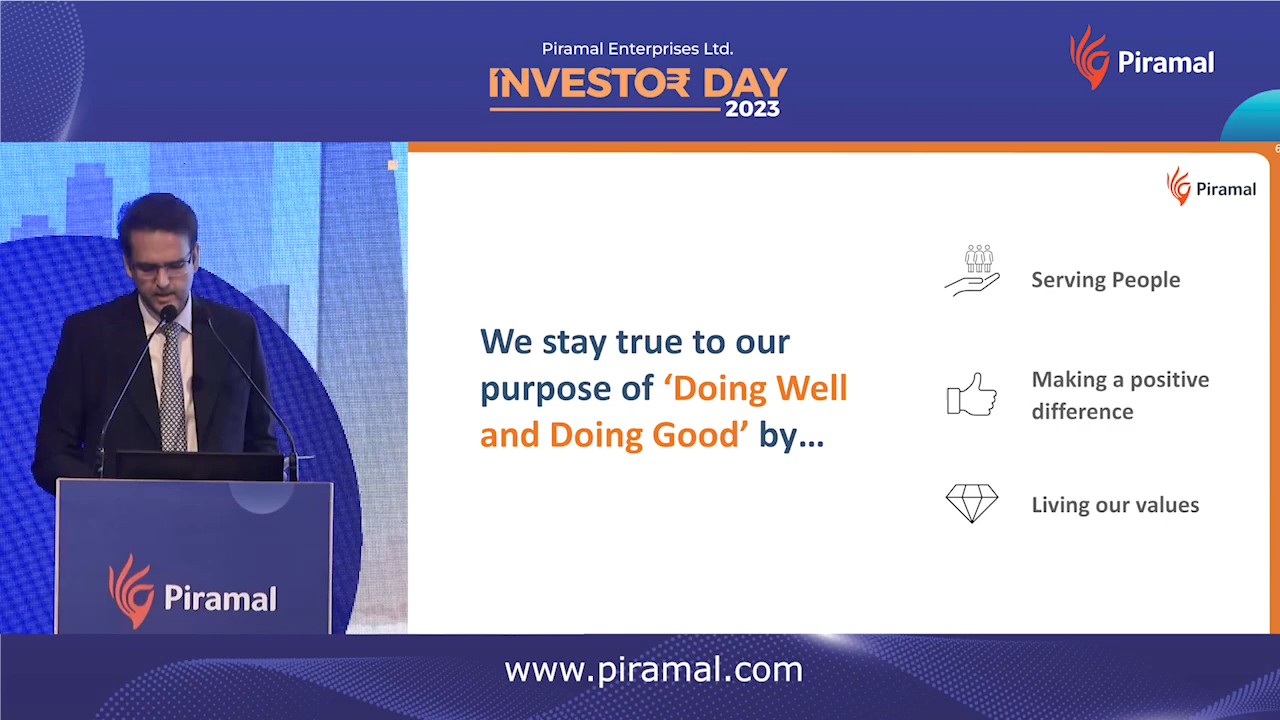 Piramal Enterprises Ltd.
INVESTOR DAY
2023
Piramal
Piramal
We stay true to our
purpose of ‘Doing Well
and Doing Good’ by...
Serving People
Making a positive
difference
Living our values
Piramal
www.piramal.com